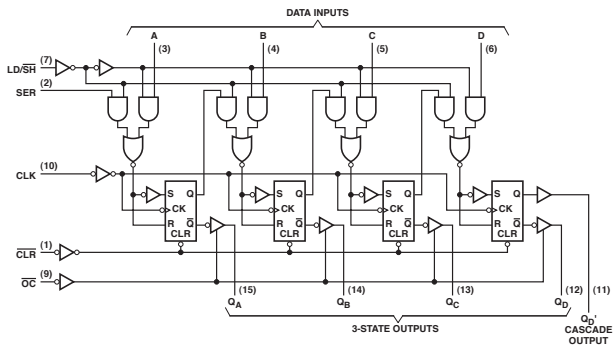 DATA INPUTS
A B C D
(3) (4) (5) (6)
LD/SH (7)
SER (2)
CLK (10)
S Q S Q S Q S Q
CK CK CK CK
R Q R Q R Q R Q
CLR CLR CLR CLR
CLR (1)
OC (9)
(15) (14) (13) (12) (11)
QA QB QC QD QD'
3-STATE OUTPUTS
CASCADE
OUTPUT